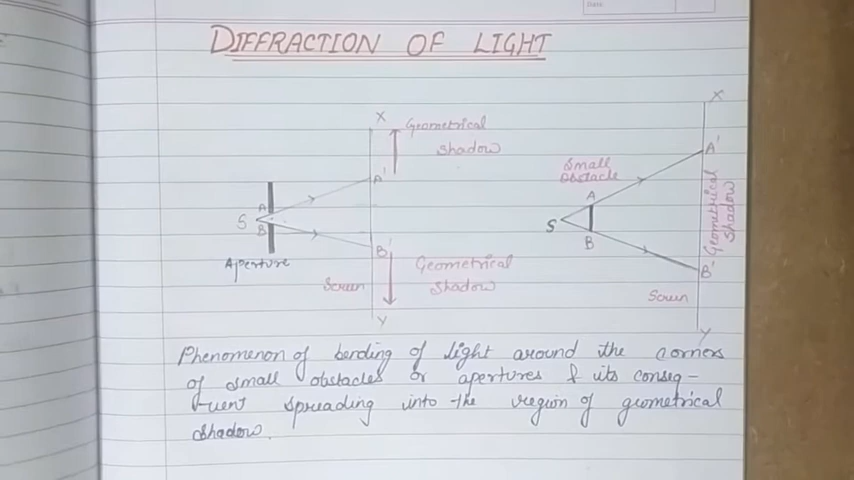 Date
DIFFRACTION OF LIGHT
X
Geometrical
Shadow
A'
A
S
B
Aperture
B'
Geometrical
Shadow
Screen
Y
X
A'
Small
Obstacle
A
S
B
Geometrical
Shadow
B'
Screen
Y
Phenomenon of bending of light around the corners
of small obstacles or apertures & its conseq-
uent spreading into the region of geometrical
shadow.